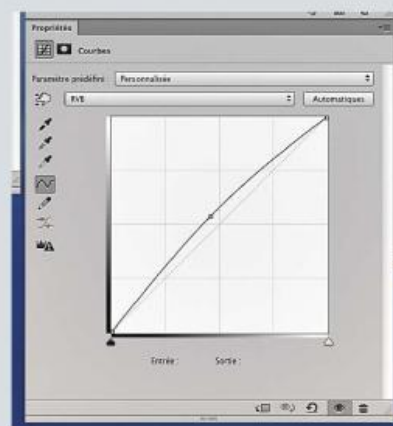 Propriétés
Courbes
Paramètre prédéfini : Personnalisée
RVB
Automatiques
Entrée : Sortie :